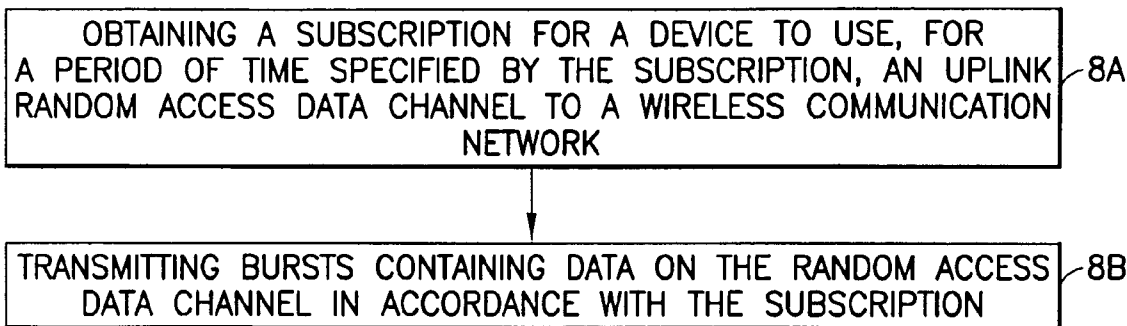 OBTAINING A SUBSCRIPTION FOR A DEVICE TO USE, FOR
A PERIOD OF TIME SPECIFIED BY THE SUBSCRIPTION, AN UPLINK
RANDOM ACCESS DATA CHANNEL TO A WIRELESS COMMUNICATION
NETWORK
8A
TRANSMITTING BURSTS CONTAINING DATA ON THE RANDOM ACCESS
DATA CHANNEL IN ACCORDANCE WITH THE SUBSCRIPTION
8B